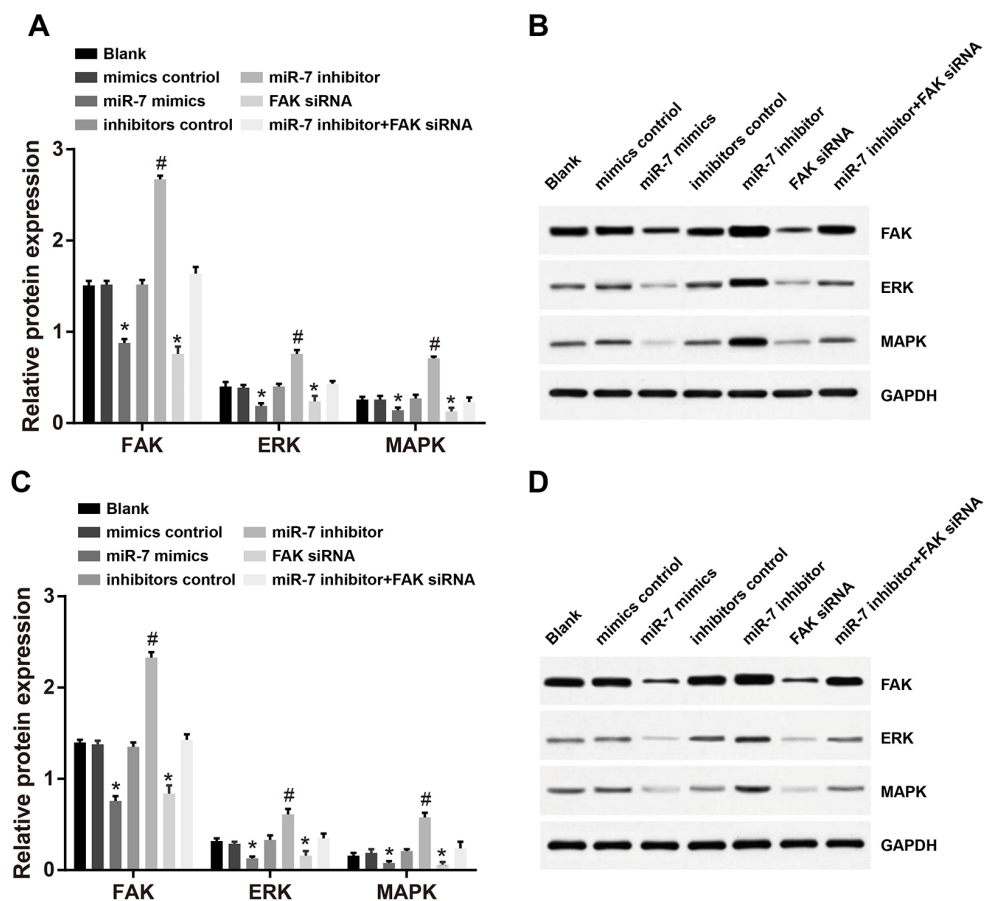 A
Blank
mimics contriol
miR-7 inhibitor
miR-7 mimics
FAK siRNA
inhibitors control
miR-7 inhibitor+FAK siRNA
Relative protein expression
3
2
1
0
#
*
*
#
*
*
#
*
*
FAK
ERK
MAPK
B
Blank
mimics contriol
miR-7 mimics
inhibitors control
miR-7 inhibitor
FAK siRNA
miR-7 inhibitor+FAK siRNA
FAK
ERK
MAPK
GAPDH
C
Blank
mimics contriol
miR-7 inhibitor
miR-7 mimics
FAK siRNA
inhibitors control
miR-7 inhibitor+FAK siRNA
Relative protein expression
3
2
1
0
#
*
*
#
*
*
#
*
*
FAK
ERK
MAPK
D
Blank
mimics contriol
miR-7 mimics
inhibitors control
miR-7 inhibitor
FAK siRNA
miR-7 inhibitor+FAK siRNA
FAK
ERK
MAPK
GAPDH